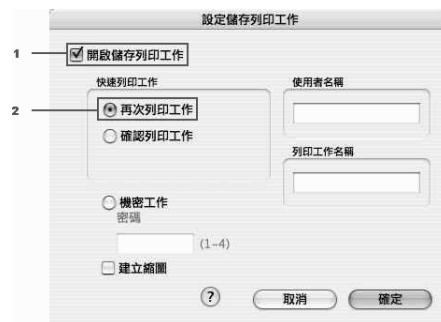 設定儲存列印工作
1
開啟儲存列印工作
快速列印工作
使用者名稱
2
再次列印工作
確認列印工作
列印工作名稱
機密工作
密碼
(1–4)
建立縮圖
?
取消
確定